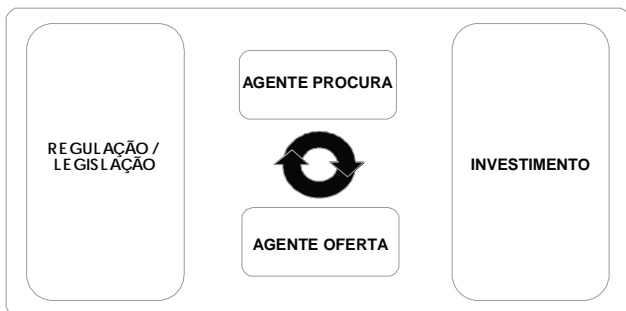 AGENTE PROCURA
REGULAÇÃO /
LEGISLAÇÃO
INVESTIMENTO
AGENTE OFERTA